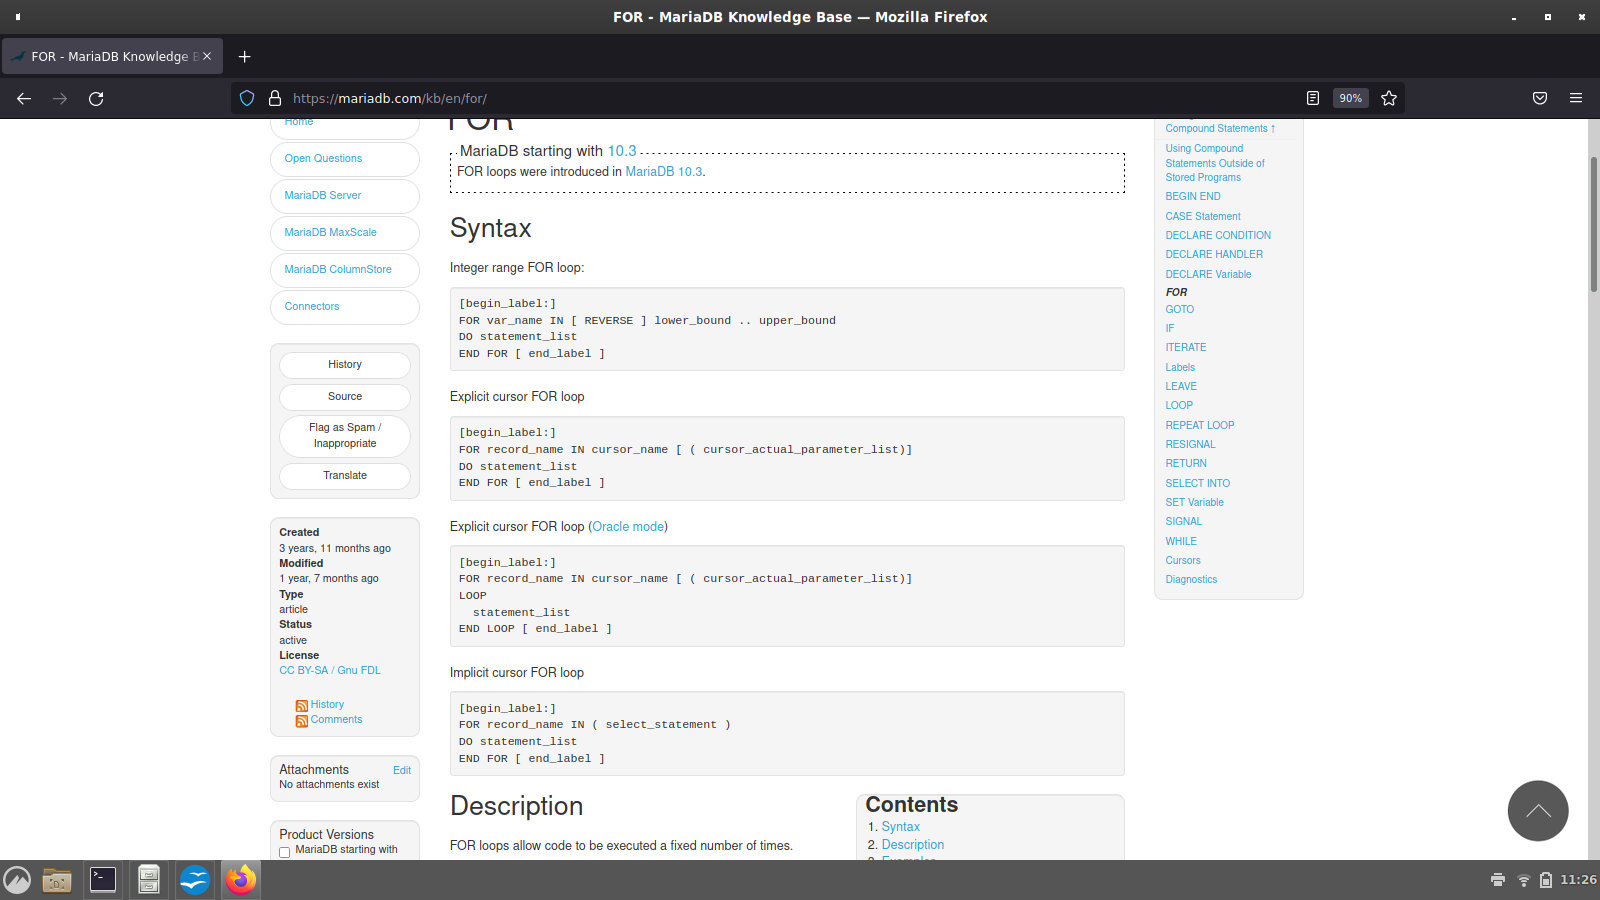 FOR - MariaDB Knowledge Base — Mozilla Firefox
FOR - MariaDB Knowledge B
https://mariadb.com/kb/en/for/
90%
Home
Open Questions
MariaDB Server
MariaDB MaxScale
MariaDB ColumnStore
Connectors
History
Source
Flag as Spam /
Inappropriate
Translate
Created
3 years, 11 months ago
Modified
1 year, 7 months ago
Type
article
Status
active
License
CC BY-SA / Gnu FDL
History
Comments
Attachments Edit
No attachments exist
Product Versions
MariaDB starting with
FOR
MariaDB starting with 10.3
FOR loops were introduced in MariaDB 10.3.
Syntax
Integer range FOR loop:
[begin_label:]
FOR var_name IN [ REVERSE ] lower_bound .. upper_bound
DO statement_list
END FOR [ end_label ]
Explicit cursor FOR loop
[begin_label:]
FOR record_name IN cursor_name [ ( cursor_actual_parameter_list)]
DO statement_list
END FOR [ end_label ]
Explicit cursor FOR loop (Oracle mode)
[begin_label:]
FOR record_name IN cursor_name [ ( cursor_actual_parameter_list)]
LOOP
statement_list
END LOOP [ end_label ]
Implicit cursor FOR loop
[begin_label:]
FOR record_name IN ( select_statement )
DO statement_list
END FOR [ end_label ]
Description
FOR loops allow code to be executed a fixed number of times.
Contents
1. Syntax
2. Description
3. Examples
Compound Statements ↑
Using Compound
Statements Outside of
Stored Programs
BEGIN END
CASE Statement
DECLARE CONDITION
DECLARE HANDLER
DECLARE Variable
FOR
GOTO
IF
ITERATE
Labels
LEAVE
LOOP
REPEAT LOOP
RESIGNAL
RETURN
SELECT INTO
SET Variable
SIGNAL
WHILE
Cursors
Diagnostics
11:26